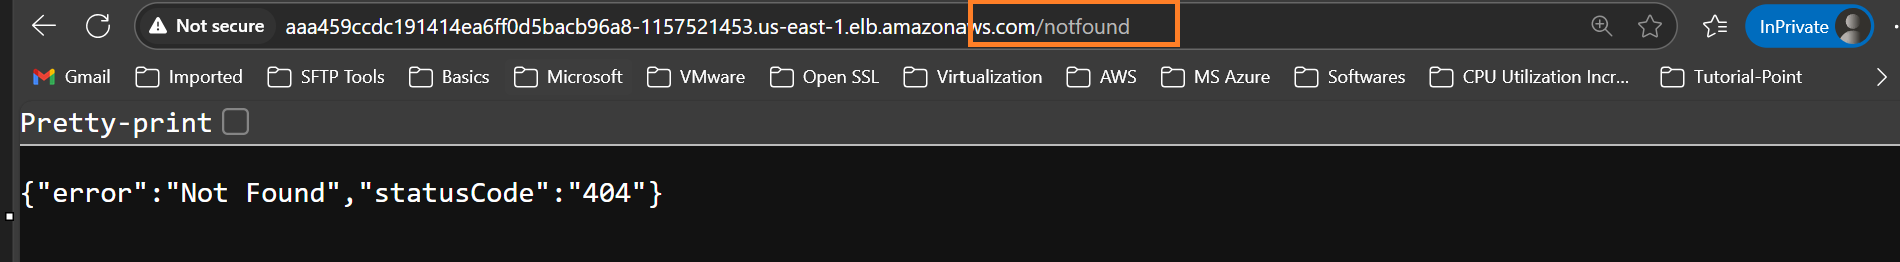 Not secure aaa459ccdc191414ea6ff0d5bacb96a8-1157521453.us-east-1.elb.amazonaws.com/notfound InPrivate
Gmail Imported SFTP Tools Basics Microsoft VMware Open SSL Virtualization AWS MS Azure Softwares CPU Utilization Incr... Tutorial-Point
Pretty-print
{"error":"Not Found","statusCode":"404"}